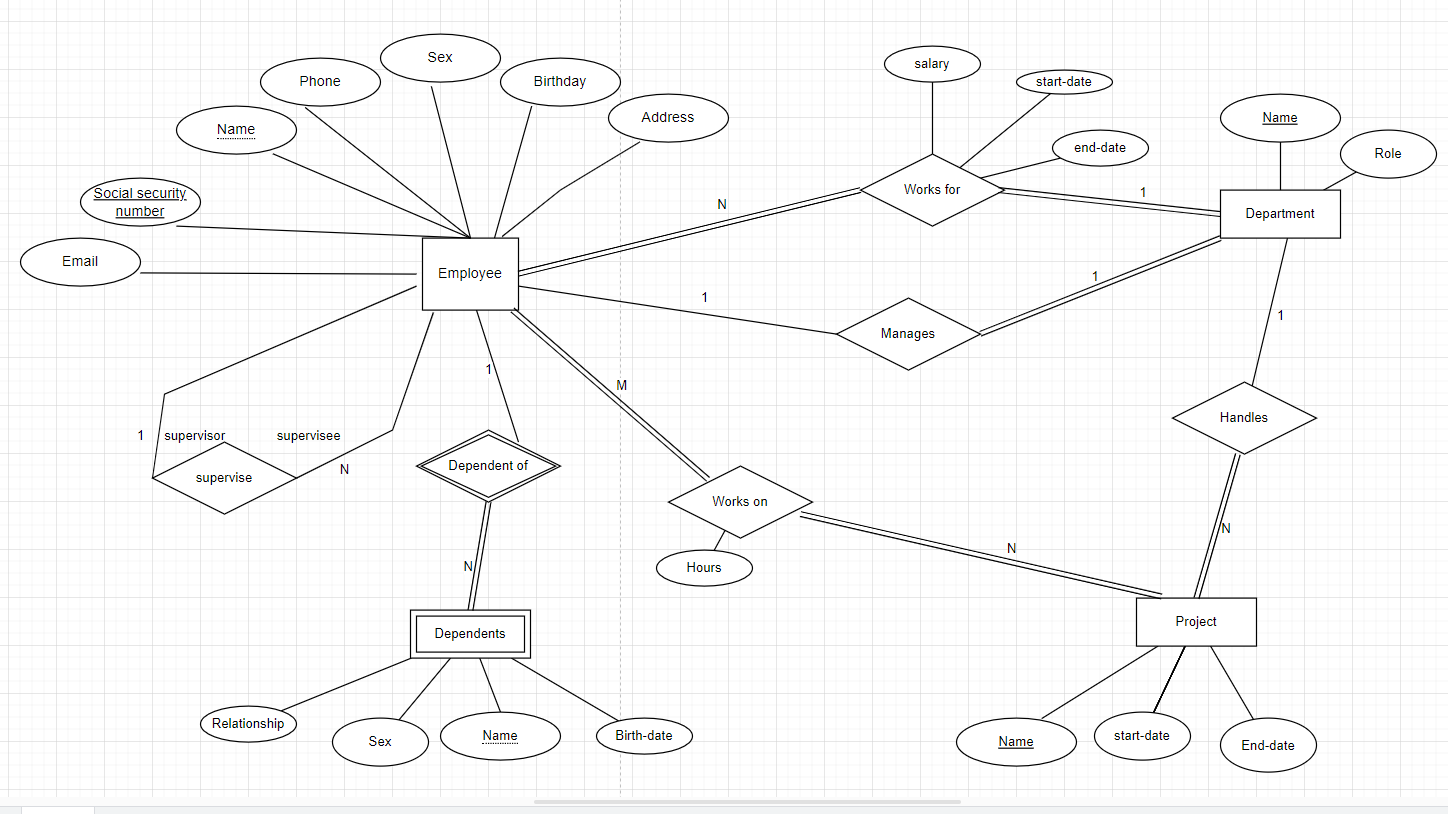 Sex
salary
Phone
Birthday
start-date
Address
Name
Name
end-date
Role
Social security
number
Works for
1
N
Department
Email
Employee
1
1
1
Manages
1
M
Handles
1
supervisor
supervisee
N
supervise
Dependent of
Works on
N
N
N
Hours
Project
Dependents
Relationship
Sex
Name
Birth-date
Name
start-date
End-date